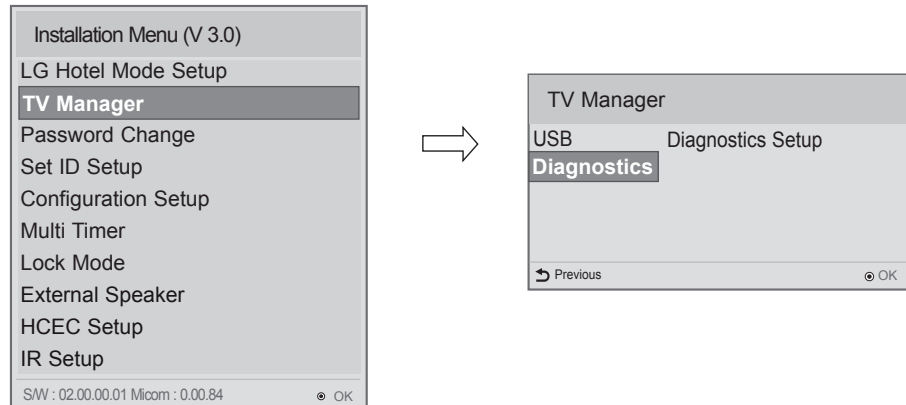 Installation Menu (V 3.0)
LG Hotel Mode Setup
TV Manager
Password Change
Set ID Setup
Configuration Setup
Multi Timer
Lock Mode
External Speaker
HCEC Setup
IR Setup
S/W : 02.00.00.01 Micom : 0.00.84 OK
TV Manager
USB Diagnostics Setup
Diagnostics
Previous OK